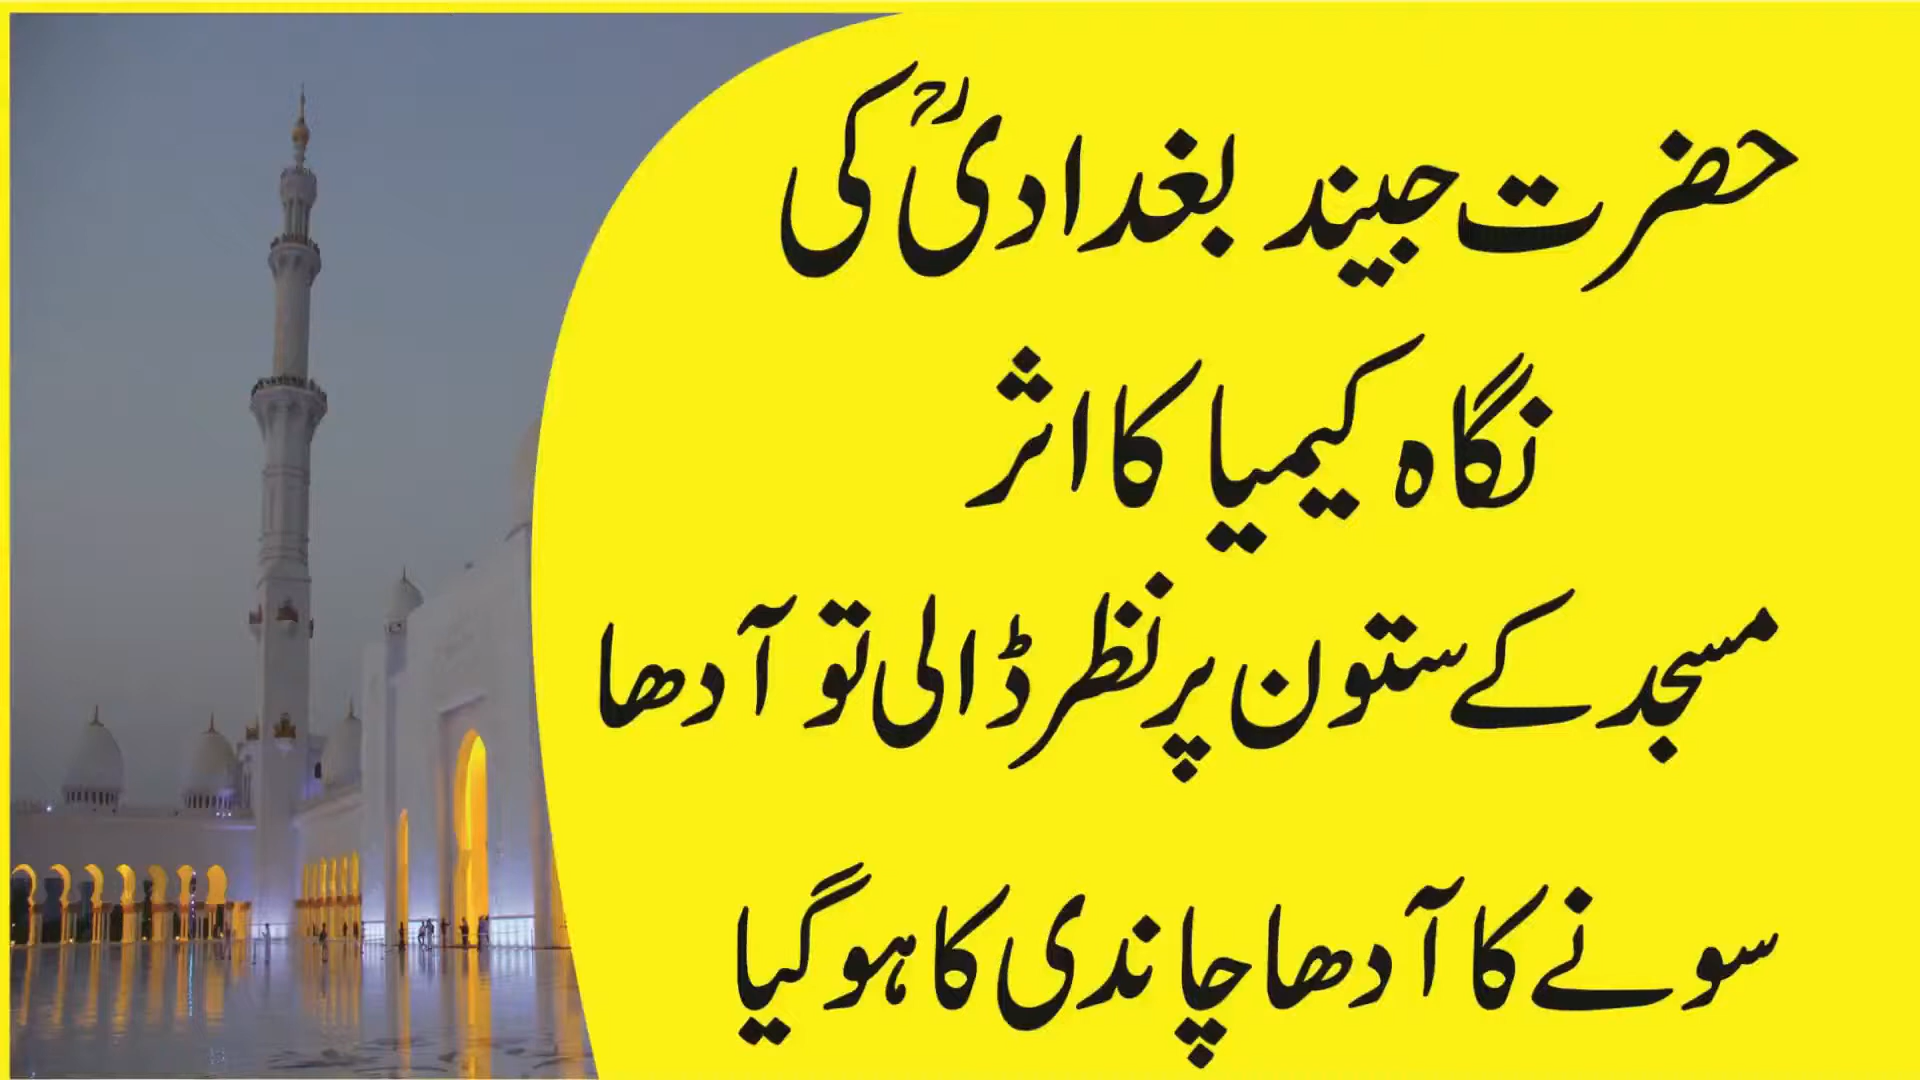 حضرت جیند بغدادیؒ کی
نگاہ کیمیا کا اثر
مسجد کے ستون پر نظر ڈالی تو آدھا
سونے کا آدھا چاندی کا ہو گیا